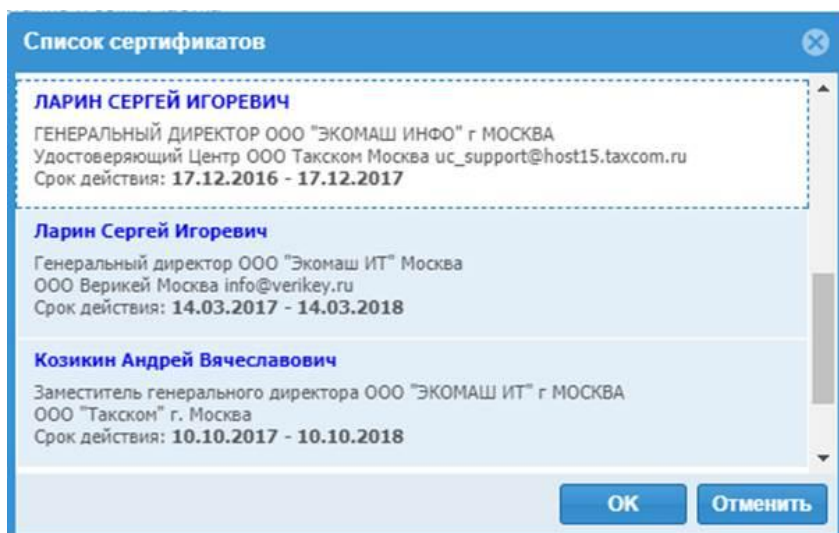 Список сертификатов
ЛАРИН СЕРГЕЙ ИГОРЕВИЧ
ГЕНЕРАЛЬНЫЙ ДИРЕКТОР ООО "ЭКОМАШ ИНФО" г МОСКВА
Удостоверяющий Центр ООО Такском Москва uc_support@host15.taxcom.ru
Срок действия: 17.12.2016 - 17.12.2017
Ларин Сергей Игоревич
Генеральный директор ООО "Экомаш ИТ" Москва
ООО Верикей Москва info@verikey.ru
Срок действия: 14.03.2017 - 14.03.2018
Козикин Андрей Вячеславович
Заместитель генерального директора ООО "ЭКОМАШ ИТ" г МОСКВА
ООО "Такском" г. Москва
Срок действия: 10.10.2017 - 10.10.2018
ОК Отменить